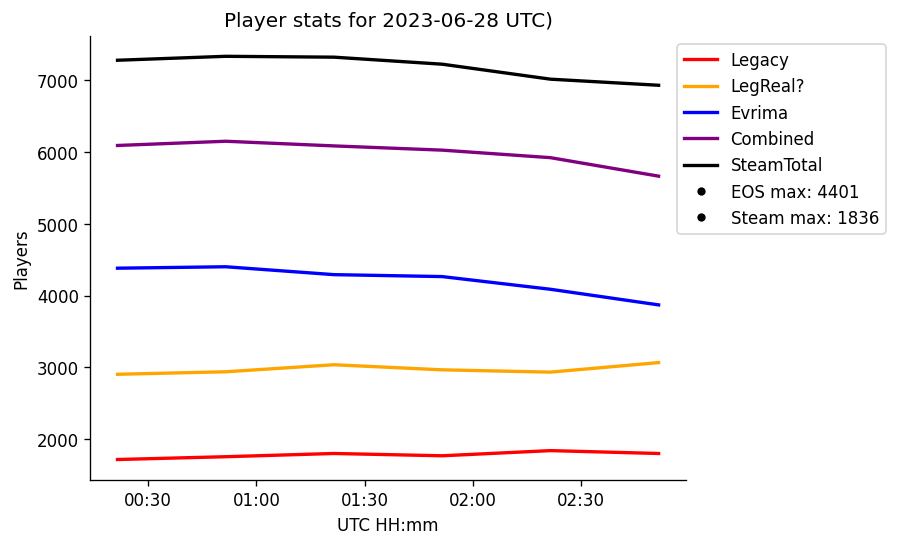 Player stats for 2023-06-28 UTC)
Legacy
LegReal?
Evrima
Combined
SteamTotal
EOS max: 4401
Steam max: 1836
Players
7000
6000
5000
4000
3000
2000
00:30 01:00 01:30 02:00 02:30
UTC HH:mm